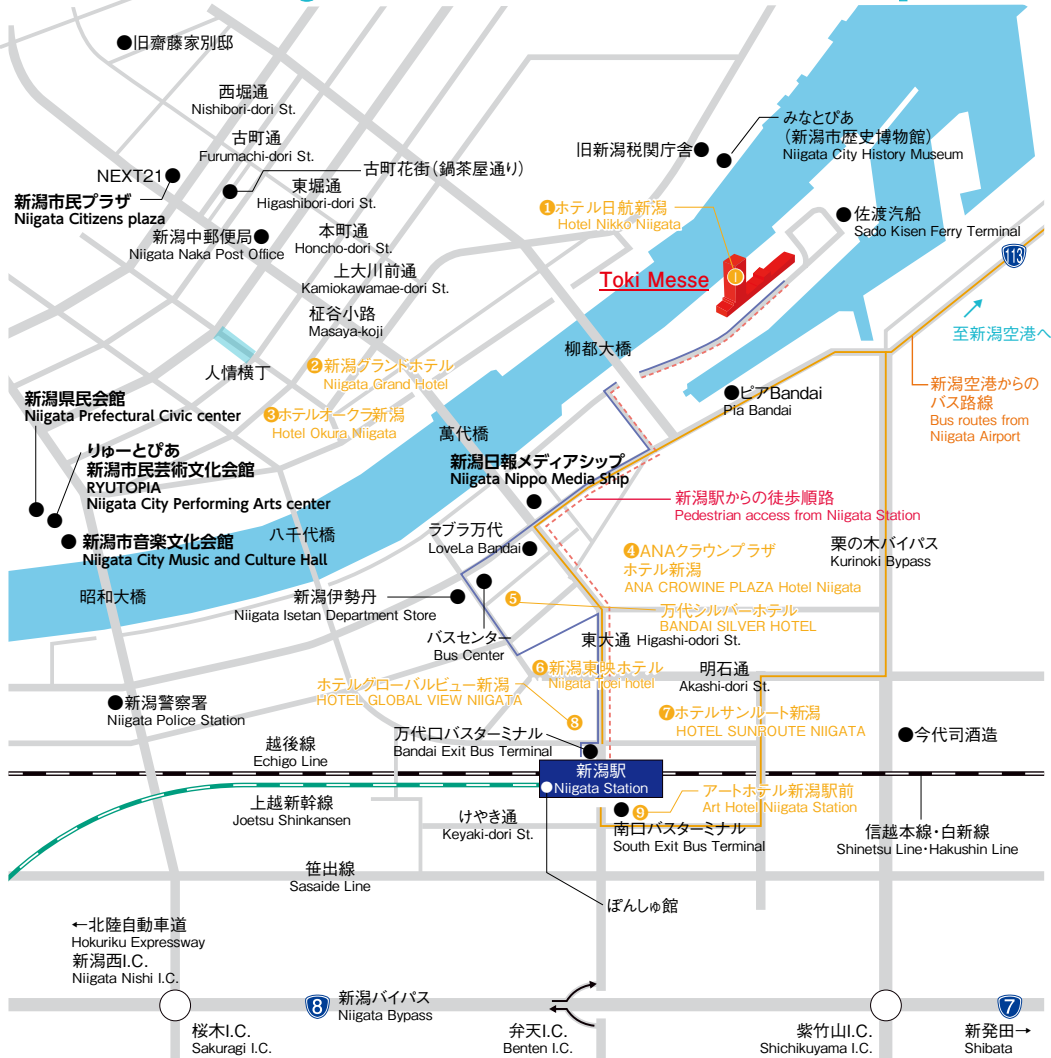 旧齋藤家別邸
西堀通
Nishibori-dori St.
古町通
Furumachi-dori St.
みなとぴあ
(新潟市歴史博物館)
Niigata City History Museum
旧新潟税関庁舎
NEXT21
新潟市民プラザ
Niigata Citizens plaza
古町花街(鍋茶屋通り)
東堀通
Higashibori-dori St.
❶ホテル日航新潟
Hotel Nikko Niigata
佐渡汽船
Sado Kisen Ferry Terminal
新潟中郵便局
Niigata Naka Post Office
本町通
Honcho-dori St.
113
上大川前通
Kamiokawamae-dori St.
Toki Messe
1
柾谷小路
Masaya-koji
至新潟空港へ
柳都大橋
人情横丁
❷新潟グランドホテル
Niigata Grand Hotel
新潟県民会館
Niigata Prefectural Civic center
❸ホテルオークラ新潟
Hotel Okura Niigata
ピアBandai
Pia Bandai
新潟空港からの
バス路線
Bus routes from
Niigata Airport
萬代橋
りゅーとぴあ
新潟市民芸術文化会館
RYUTOPIA
Niigata City Performing Arts center
新潟日報メディアシップ
Niigata Nippo Media Ship
新潟駅からの徒歩順路
Pedestrian access from Niigata Station
新潟市音楽文化会館
Niigata City Music and Culture Hall
八千代橋
ラブラ万代
LoveLa Bandai
❹ANAクラウンプラザ
ホテル新潟
ANA CROWINE PLAZA Hotel Niigata
栗の木バイパス
Kurinoki Bypass
昭和大橋
新潟伊勢丹
Niigata Isetan Department Store
❺
万代シルバーホテル
BANDAI SILVER HOTEL
バスセンター
Bus Center
東大通 Higashi-odori St.
❻新潟東映ホテル
Niigata Toei hotel
明石通
Akashi-dori St.
ホテルグローバルビュー新潟
HOTEL GLOBAL VIEW NIIGATA
❽
❼ホテルサンルート新潟
HOTEL SUNROUTE NIIGATA
新潟警察署
Niigata Police Station
万代口バスターミナル
Bandai Exit Bus Terminal
今代司酒造
越後線
Echigo Line
新潟駅
Niigata Station
上越新幹線
Joetsu Shinkansen
アートホテル新潟駅前
Art Hotel Niigata Station
❾
けやき通
Keyaki-dori St.
南口バスターミナル
South Exit Bus Terminal
信越本線・白新線
Shinetsu Line・Hakushin Line
笹出線
Sasaide Line
ぽんしゅ館
←北陸自動車道
Hokuriku Expressway
新潟西I.C.
Niigata Nishi I.C.
8
新潟バイパス
Niigata Bypass
7
桜木I.C.
Sakuragi I.C.
弁天I.C.
Benten I.C.
紫竹山I.C.
Shichikuyama I.C.
新発田→
Shibata